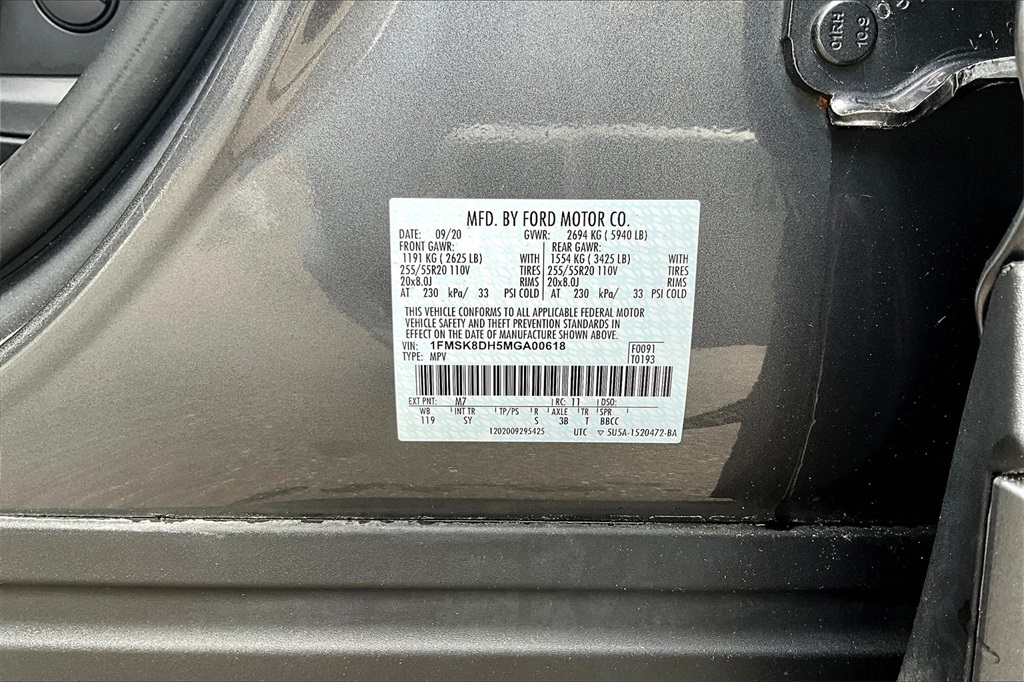 01RH
10.9
MFD. BY FORD MOTOR CO.
DATE: 09/20 GVWR: 2694 KG ( 5940 LB)
FRONT GAWR: REAR GAWR:
1191 KG ( 2625 LB) WITH 1554 KG ( 3425 LB) WITH
255/55R20 110V TIRES 255/55R20 110V TIRES
20x8.0J RIMS 20x8.0J RIMS
AT 230 kPa/ 33 PSI COLD AT 230 kPa/ 33 PSI COLD
THIS VEHICLE CONFORMS TO ALL APPLICABLE FEDERAL MOTOR
VEHICLE SAFETY AND THEFT PREVENTION STANDARDS IN
EFFECT ON THE DATE OF MANUFACTURE SHOWN ABOVE.
VIN: 1FMSK8DH5MGA00618 F0091
TYPE: MPV T0193
EXT PNT: M7 RC: 11 DSO:
WB INT TR TP/PS R AXLE TR SPR
119 SY S 3B T BBCC
1202009295425 UTC ▽ 5U5A-1520472-BA